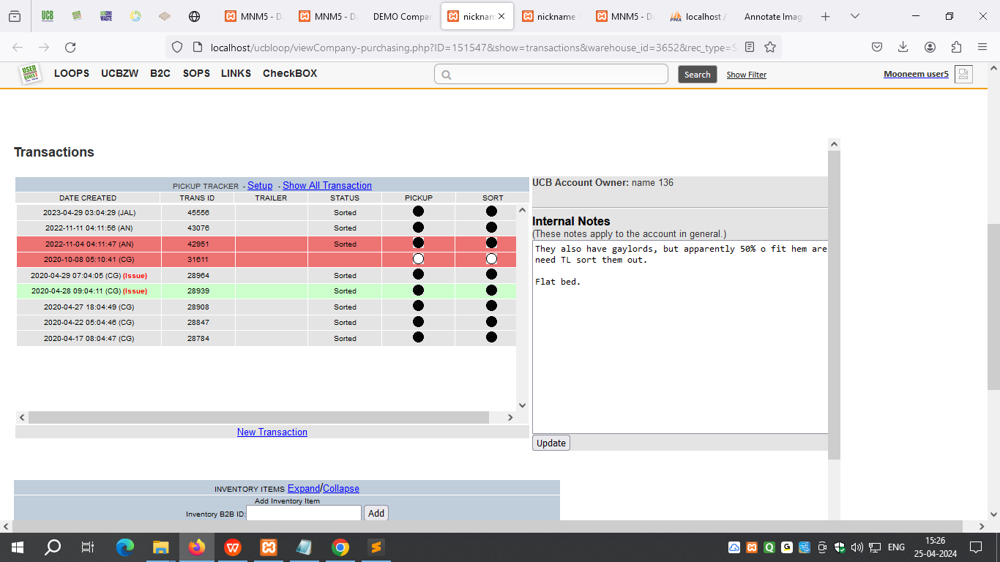 UCB
UCB
UCBZERO WASTE
MNM5 - D
MNM5 - D
DEMO Compa
nicknam
nickname
MNM5 - D
PMA
localhost /
Annotate Imag
localhost/ucbloop/viewCompany-purchasing.php?ID=151547&show=transactions&warehouse_id=3652&rec_type=S
LOOPS UCBZW B2C SOPS LINKS CheckBOX
Search
Show Filter
Mooneem user5
Transactions
PICKUP TRACKER - Setup - Show All Transaction
DATE CREATED TRANS ID TRAILER STATUS PICKUP SORT
2023-04-29 03:04:29 (JAL) 45556 Sorted
2022-11-11 04:11:56 (AN) 43076 Sorted
2022-11-04 04:11:47 (AN) 42951 Sorted
2020-10-08 05:10:41 (CG) 31611
2020-04-29 07:04:05 (CG) (Issue) 28964 Sorted
2020-04-28 09:04:11 (CG) (Issue) 28939 Sorted
2020-04-27 18:04:49 (CG) 28908 Sorted
2020-04-22 05:04:46 (CG) 28847 Sorted
2020-04-17 08:04:47 (CG) 28784 Sorted
New Transaction
UCB Account Owner: name 136
Internal Notes
(These notes apply to the account in general.)
They also have gaylords, but apparently 50% o fit hem are
need TL sort them out.
Flat bed.
Update
INVENTORY ITEMS Expand/Collapse
Add Inventory Item
Inventory B2B ID:
Add
ENG
15:26
25-04-2024